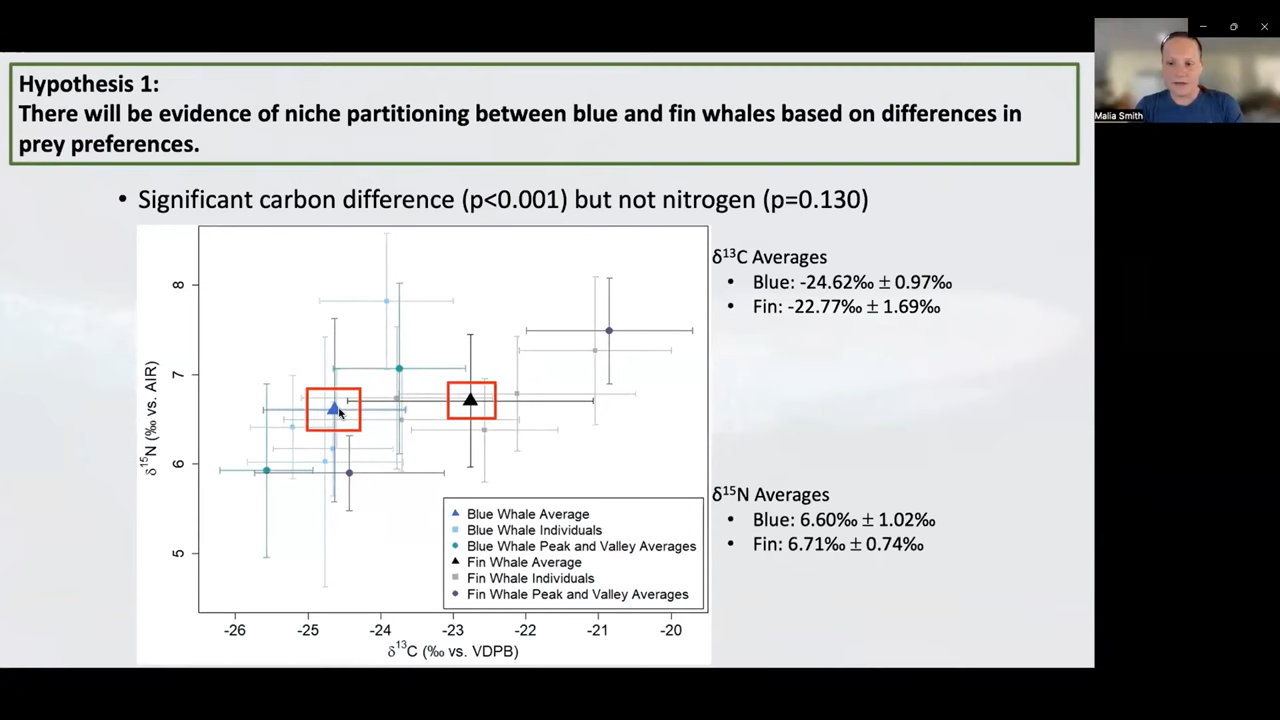 Hypothesis 1:
There will be evidence of niche partitioning between blue and fin whales based on differences in
prey preferences.
Malia Smith
• Significant carbon difference (p<0.001) but not nitrogen (p=0.130)
δ¹³C Averages
• Blue: -24.62‰ ± 0.97‰
• Fin: -22.77‰ ± 1.69‰
δ¹⁵N Averages
• Blue: 6.60‰ ± 1.02‰
• Fin: 6.71‰ ± 0.74‰
δ¹⁵N (‰ vs. AIR)
8
7
6
5
Blue Whale Average
Blue Whale Individuals
Blue Whale Peak and Valley Averages
Fin Whale Average
Fin Whale Individuals
Fin Whale Peak and Valley Averages
-26 -25 -24 -23 -22 -21 -20
δ¹³C (‰ vs. VDPB)